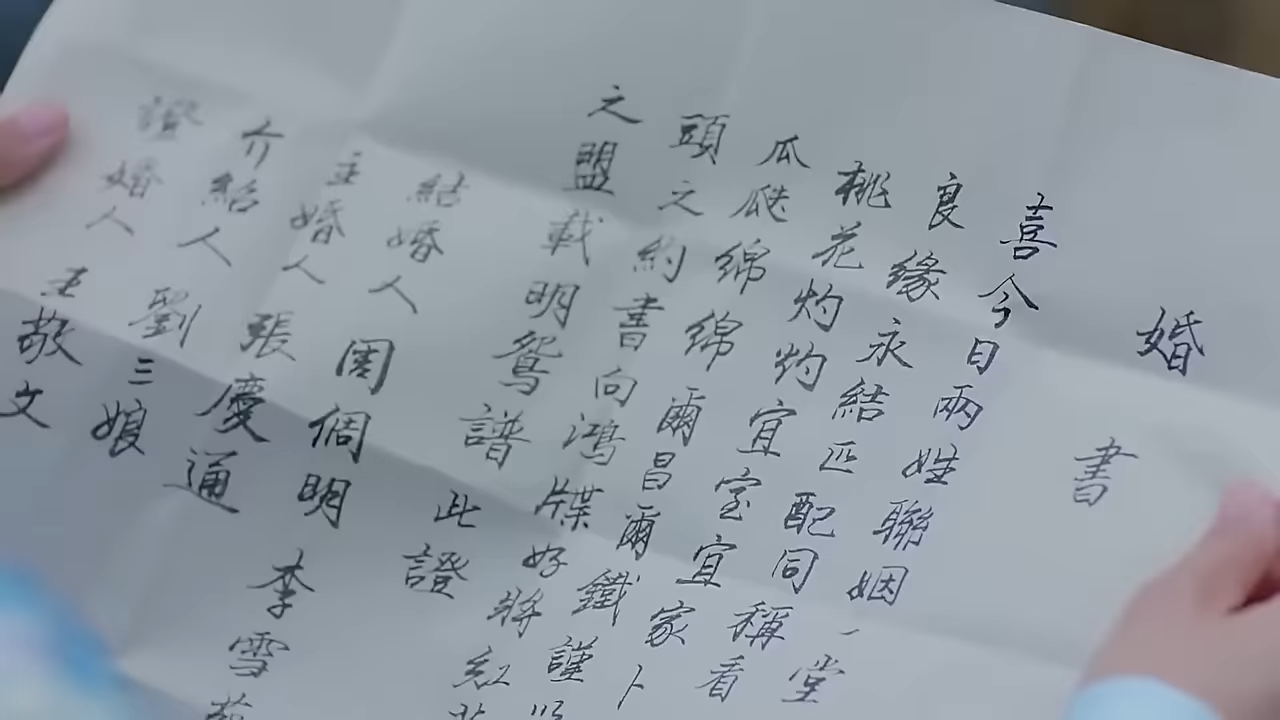 婚書
喜今日兩姓聯姻一堂
良緣永結匹配同稱看
桃花灼灼宜室宜家卜
瓜瓞綿綿爾昌爾鐵謹
頭之約書向鴻牒好將紅
之盟載明鴛譜此證
結婚人 周個明 李雪
主婚人 張慶通
介紹人 劉三娘
證婚人 王敬文